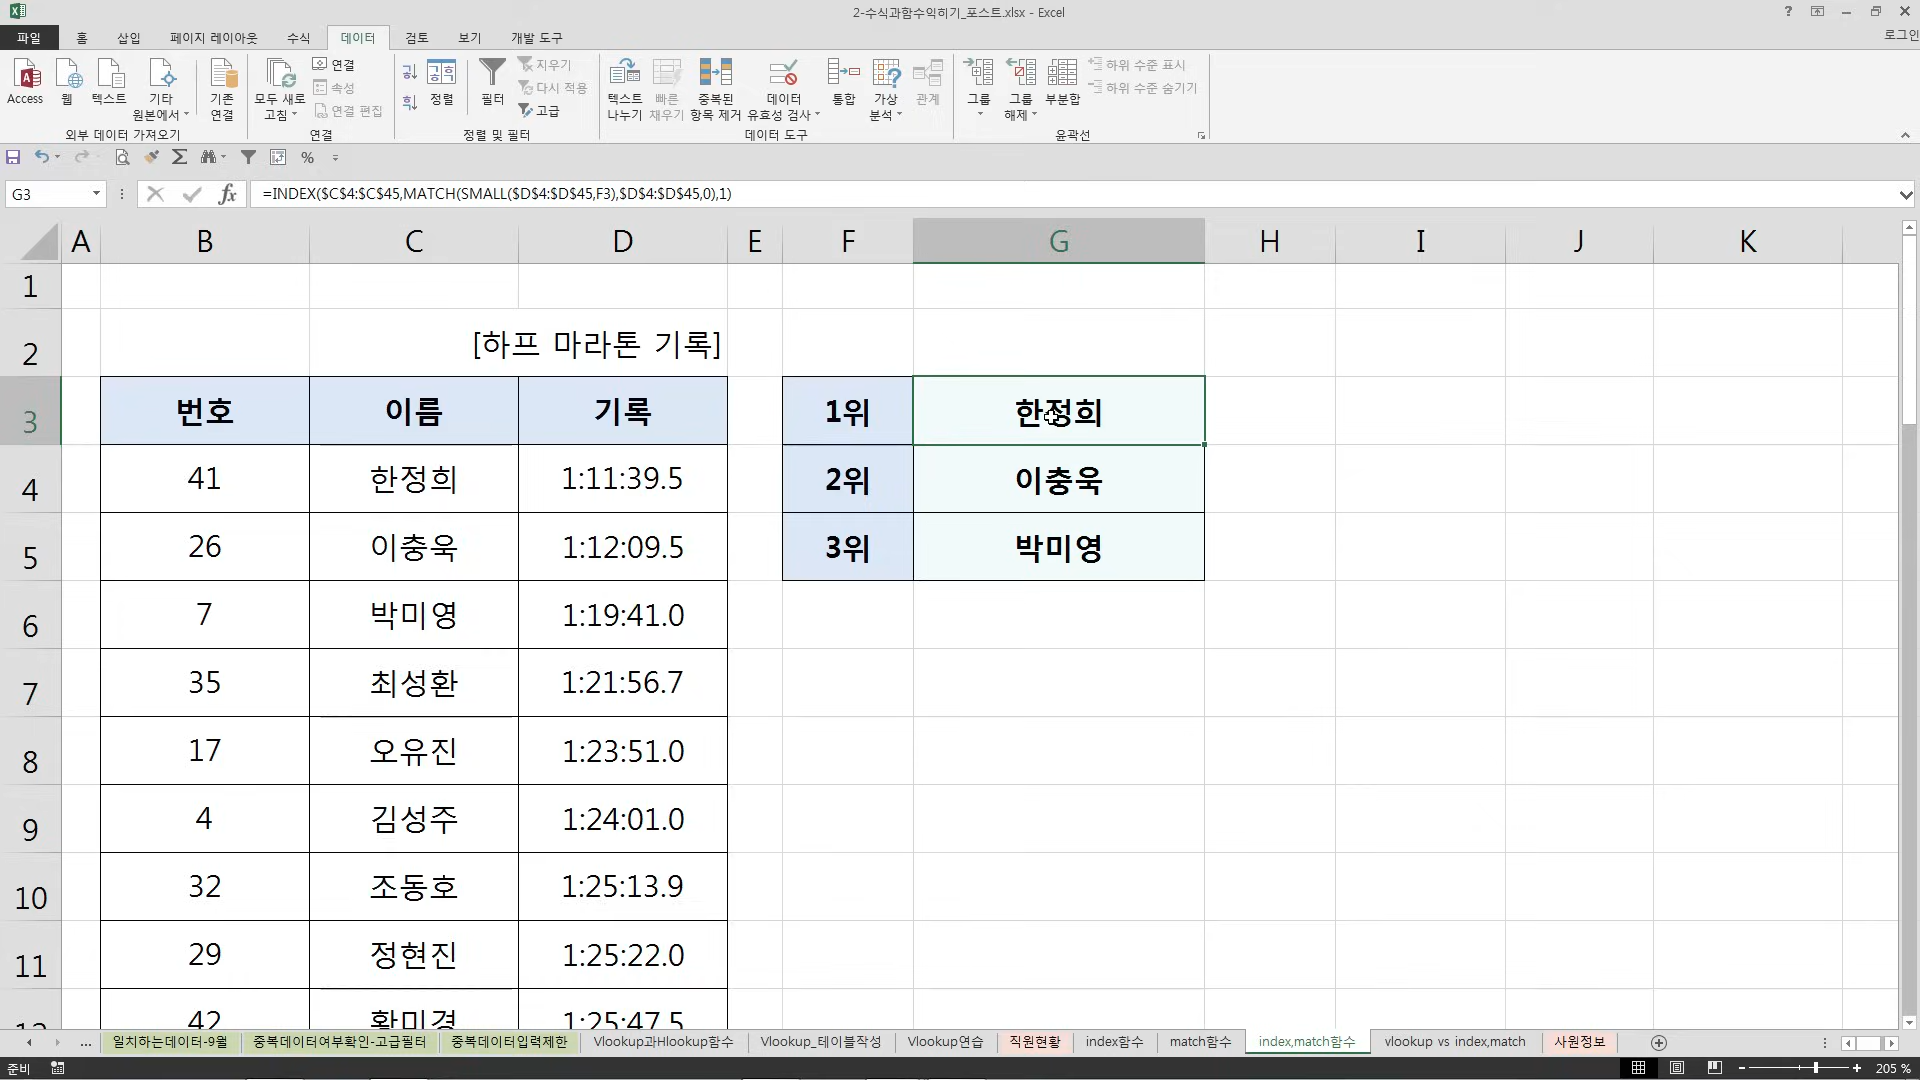 2-수식과함수익히기_포스트.xlsx - Excel
파일 홈 삽입 페이지 레이아웃 수식 데이터 검토 보기 개발 도구 로그인
Access 웹 텍스트 기타 원본에서 기존 연결 모두 새로 고침 연결 속성 연결 편집 정렬 필터 지우기 다시 적용 고급 텍스트 나누기 빠른 채우기 중복된 항목 제거 데이터 유효성 검사 통합 가상 분석 관계 그룹 그룹 해제 부분합 하위 수준 표시 하위 수준 숨기기
외부 데이터 가져오기 연결 정렬 및 필터 데이터 도구 윤곽선
G3 fx =INDEX($C$4:$C$45,MATCH(SMALL($D$4:$D$45,F3),$D$4:$D$45,0),1)
A B C D E F G H I J K
1
2 [하프 마라톤 기록]
3 번호 이름 기록 1위 한정희
4 41 한정희 1:11:39.5 2위 이충욱
5 26 이충욱 1:12:09.5 3위 박미영
6 7 박미영 1:19:41.0
7 35 최성환 1:21:56.7
8 17 오유진 1:23:51.0
9 4 김성주 1:24:01.0
10 32 조동호 1:25:13.9
11 29 정현진 1:25:22.0
12 42 황미경 1:25:47.5
... 일치하는데이터-9월 중복데이터여부확인-고급필터 중복데이터입력제한 Vlookup과Hlookup함수 Vlookup_테이블작성 Vlookup연습 직원현황 index함수 match함수 index,match함수 vlookup vs index,match 사원정보
준비 205 %